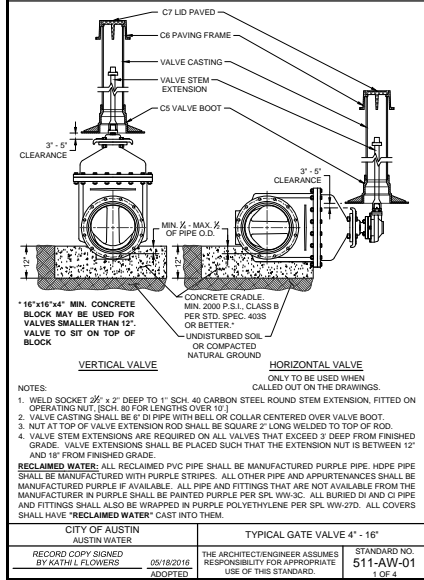 C7 LID PAVED
C6 PAVING FRAME
VALVE CASTING
VALVE STEM
EXTENSION
C5 VALVE BOOT
3" - 5"
CLEARANCE
3" - 5"
CLEARANCE
MIN. ¼ - MAX. ½
OF PIPE O.D.
12"
12"
* 16"x16"x4" MIN. CONCRETE
BLOCK MAY BE USED FOR
VALVES SMALLER THAN 12".
VALVE TO SIT ON TOP OF
BLOCK
CONCRETE CRADLE.
MIN. 2000 P.S.I., CLASS B
PER STD. SPEC. 403S
OR BETTER.*
UNDISTURBED SOIL
OR COMPACTED
NATURAL GROUND
VERTICAL VALVE
HORIZONTAL VALVE
ONLY TO BE USED WHEN
CALLED OUT ON THE DRAWINGS.
NOTES:
1. WELD SOCKET 2½" x 2" DEEP TO 1" SCH. 40 CARBON STEEL ROUND STEM EXTENSION, FITTED ON
OPERATING NUT, [SCH. 80 FOR LENGTHS OVER 10'.]
2. VALVE CASTING SHALL BE 6" DI PIPE WITH BELL OR COLLAR CENTERED OVER VALVE BOOT.
3. NUT AT TOP OF VALVE EXTENSION ROD SHALL BE SQUARE 2" LONG WELDED TO TOP OF ROD.
4. VALVE STEM EXTENSIONS ARE REQUIRED ON ALL VALVES THAT EXCEED 3' DEEP FROM FINISHED
GRADE. VALVE EXTENSIONS SHALL BE PLACED SUCH THAT THE EXTENSION NUT IS BETWEEN 12"
AND 18" FROM FINISHED GRADE.
RECLAIMED WATER: ALL RECLAIMED PVC PIPE SHALL BE MANUFACTURED PURPLE PIPE. HDPE PIPE
SHALL BE MANUFACTURED WITH PURPLE STRIPES. ALL OTHER PIPE AND APPURTENANCES SHALL BE
MANUFACTURED PURPLE IF AVAILABLE. ALL PIPE AND FITTINGS THAT ARE NOT AVAILABLE FROM THE
MANUFACTURER IN PURPLE SHALL BE PAINTED PURPLE PER SPL WW-3C. ALL BURIED DI AND CI PIPE
AND FITTINGS SHALL ALSO BE WRAPPED IN PURPLE POLYETHYLENE PER SPL WW-27D. ALL COVERS
SHALL HAVE "RECLAIMED WATER" CAST INTO THEM.
CITY OF AUSTIN
AUSTIN WATER
TYPICAL GATE VALVE 4" - 16"
RECORD COPY SIGNED
BY KATHI L FLOWERS
05/18/2016
ADOPTED
THE ARCHITECT/ENGINEER ASSUMES
RESPONSIBILITY FOR APPROPRIATE
USE OF THIS STANDARD.
STANDARD NO.
511-AW-01
1 OF 4